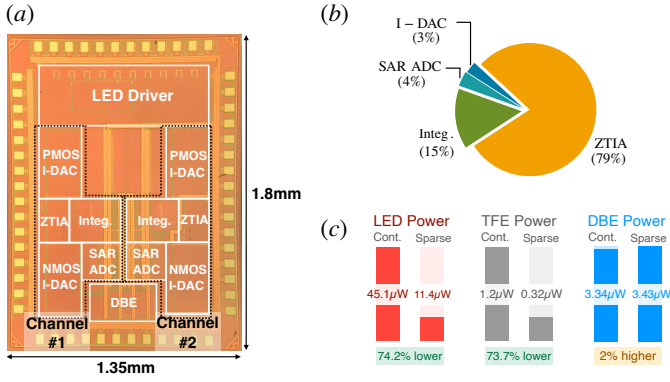 (a)
LED Driver
PMOS
I-DAC
PMOS
I-DAC
ZTIA
Integ.
Integ.
ZTIA
NMOS
I-DAC
SAR
ADC
SAR
ADC
NMOS
I-DAC
DBE
Channel
#1
Channel
#2
1.8mm
1.35mm
(b)
I − DAC
(3%)
SAR ADC
(4%)
Integ.
(15%)
ZTIA
(79%)
(c)
LED Power
Cont. Sparse
45.1μW 11.4μW
74.2% lower
TFE Power
Cont. Sparse
1.2μW 0.32μW
73.7% lower
DBE Power
Cont. Sparse
3.34μW 3.43μW
2% higher